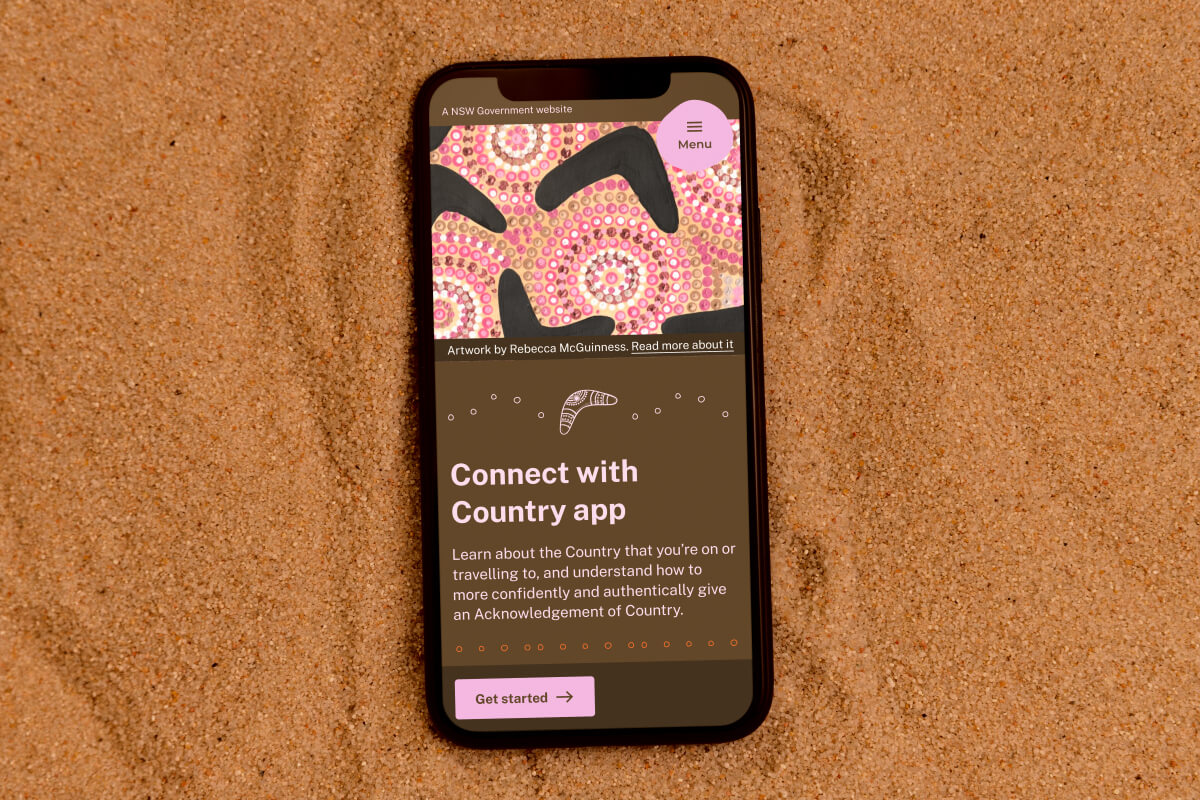 A NSW Government website
Menu
Artwork by Rebecca McGuinness. Read more about it
Connect with
Country app
Learn about the Country that you're on or
travelling to, and understand how to
more confidently and authentically give
an Acknowledgement of Country.
Get started